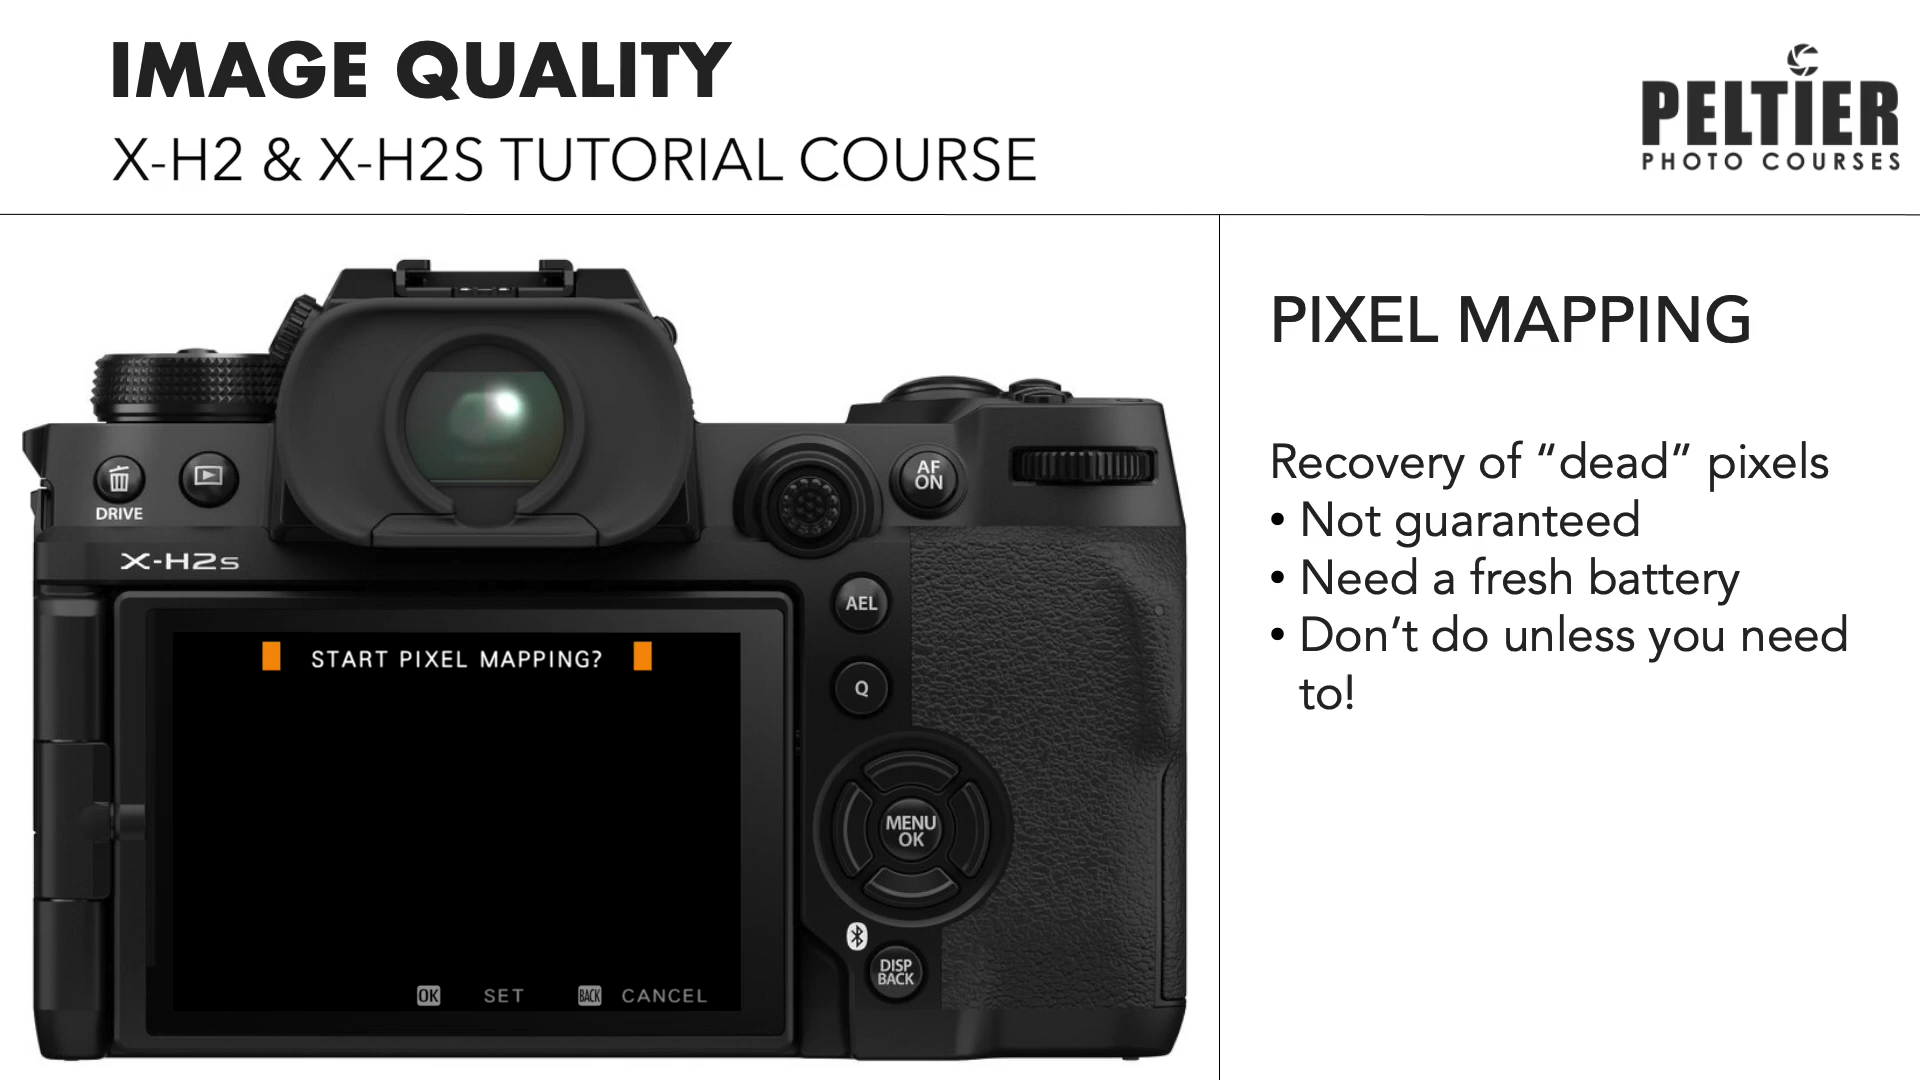 IMAGE QUALITY
X-H2 & X-H2S TUTORIAL COURSE
PELTIER
PHOTO COURSES
DRIVE
X-H2S
AF
ON
AEL
Q
MENU
OK
DISP
BACK
START PIXEL MAPPING?
OK SET BACK CANCEL
PIXEL MAPPING
Recovery of “dead” pixels
• Not guaranteed
• Need a fresh battery
• Don’t do unless you need
to!